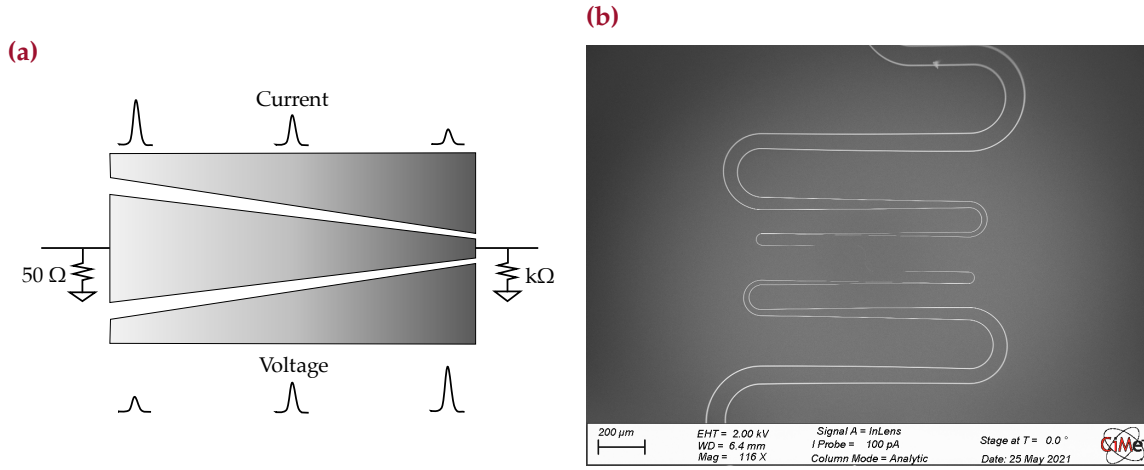 (a)
Current
50 Ω
kΩ
Voltage
(b)
200 µm
EHT = 2.00 kV
WD = 6.4 mm
Mag = 116 X
Signal A = InLens
I Probe = 100 pA
Column Mode = Analytic
Stage at T = 0.0 °
Date: 25 May 2021